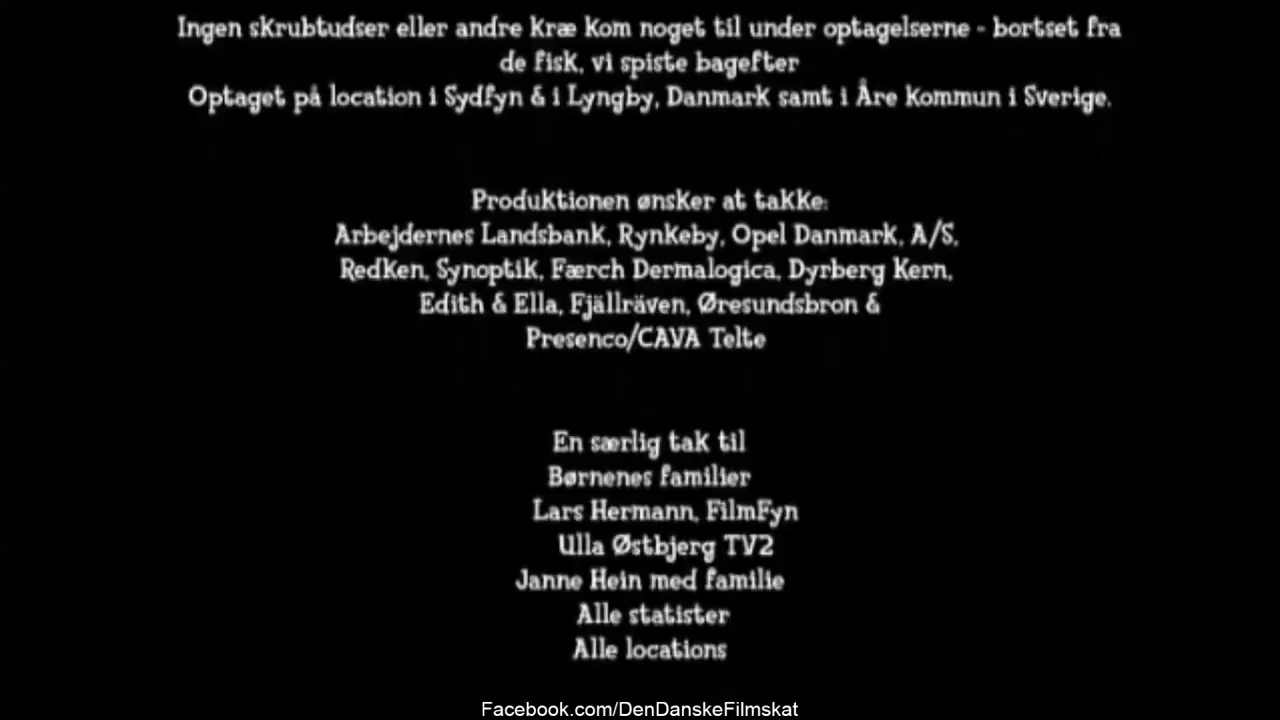 Ingen skrubtudser eller andre kræ kom noget til under optagelserne - bortset fra
de fisk, vi spiste bagefter
Optaget på location i Sydfyn & i Lyngby, Danmark samt i Åre Kommun i Sverige.
Produktionen ønsker at takke:
Arbejdernes Landsbank, Rynkeby, Opel Danmark, A/S,
Redken, Synoptik, Færch Dermalogica, Dyrberg Kern,
Edith & Ella, Fjällräven, Øresundsbron &
Presenco/CAVA Telte
En særlig tak til
Børnenes familier
Lars Hermann, FilmFyn
Ulla Østbjerg TV2
Janne Hein med familie
Alle statister
Alle locations
Facebook.com/DenDanskeFilmskat